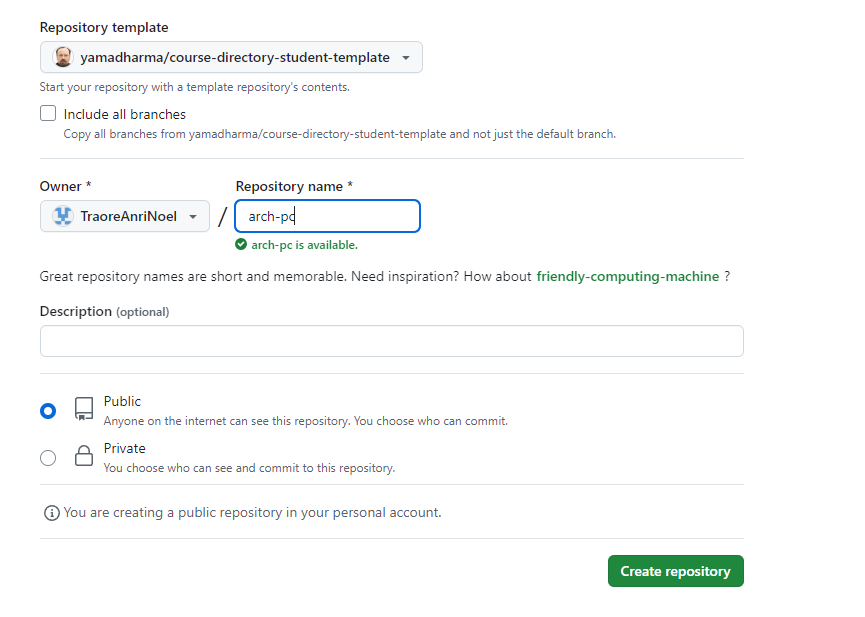 Repository template
yamadharma/course-directory-student-template
Start your repository with a template repository's contents.
Include all branches
Copy all branches from yamadharma/course-directory-student-template and not just the default branch.
Owner * Repository name *
TraoreAnriNoel / arch-pc
arch-pc is available.
Great repository names are short and memorable. Need inspiration? How about friendly-computing-machine ?
Description (optional)
Public
Anyone on the internet can see this repository. You choose who can commit.
Private
You choose who can see and commit to this repository.
You are creating a public repository in your personal account.
Create repository